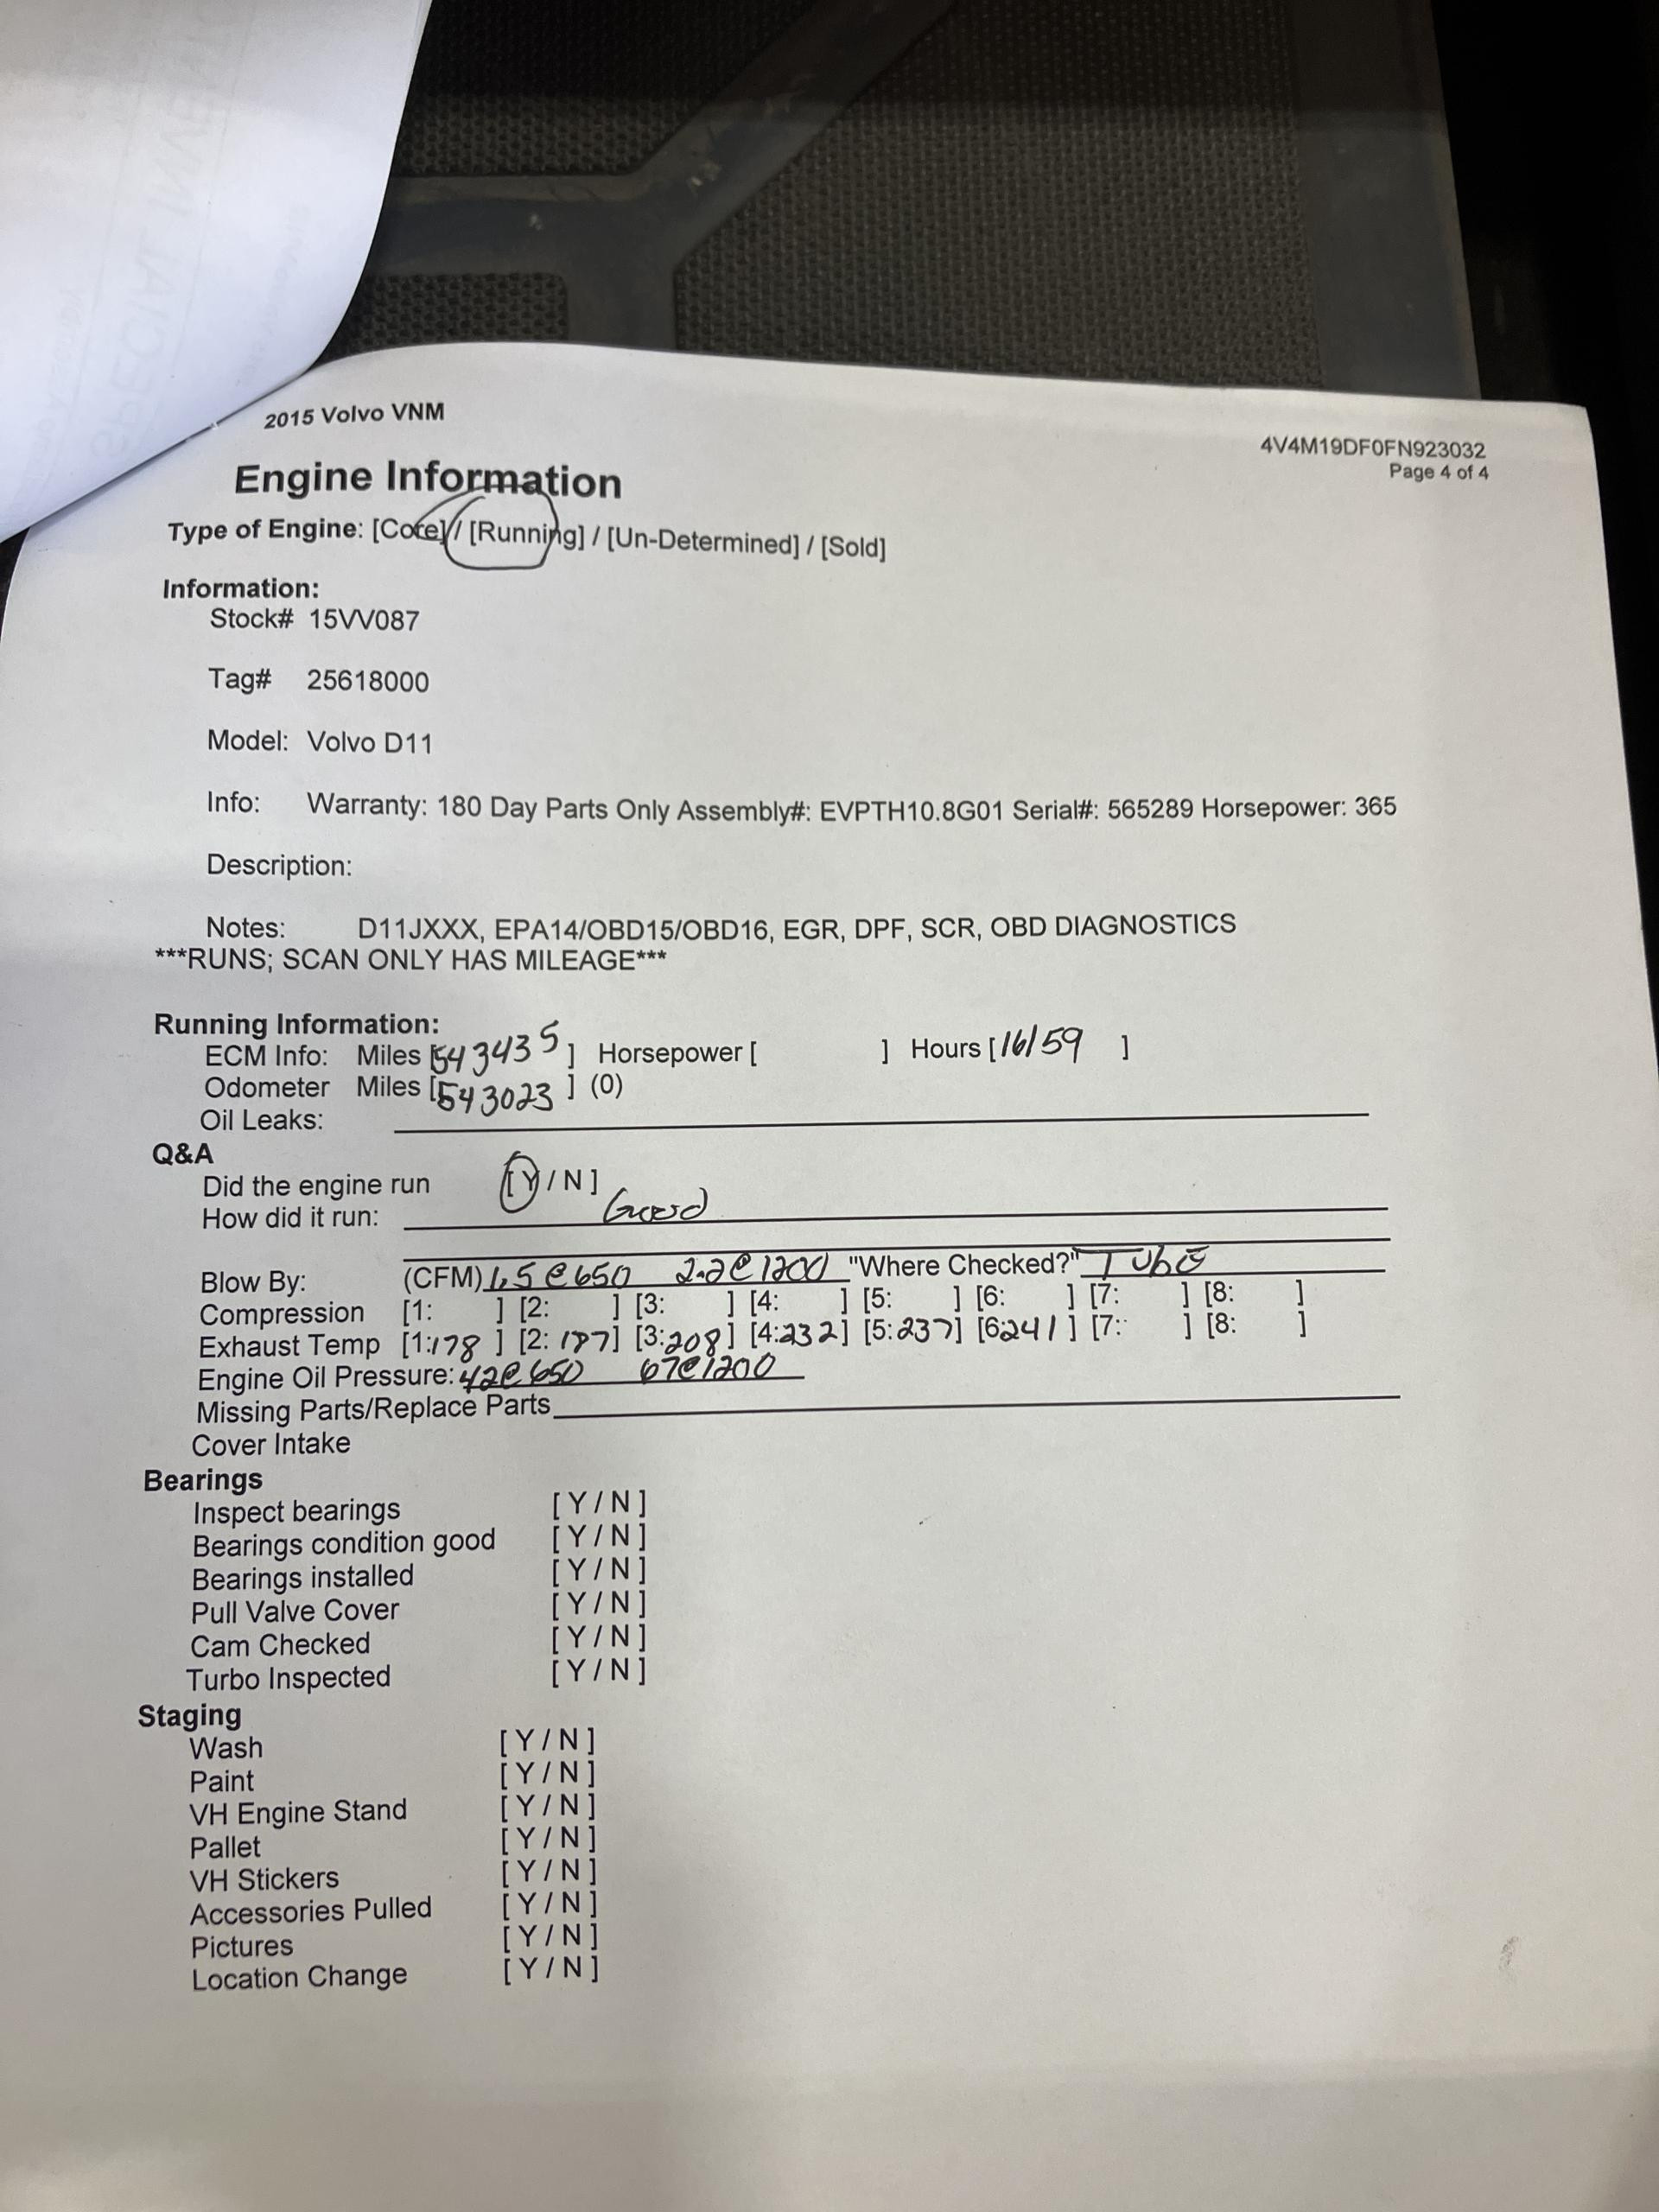 2015 Volvo VNM
4V4M19DF0FN923032
Page 4 of 4
Engine Information
Type of Engine: [Core] / [Running] / [Un-Determined] / [Sold]
Information:
Stock# 15VV087
Tag# 25618000
Model: Volvo D11
Info: Warranty: 180 Day Parts Only Assembly#: EVPTH10.8G01 Serial#: 565289 Horsepower: 365
Description:
Notes: D11JXXX, EPA14/OBD15/OBD16, EGR, DPF, SCR, OBD DIAGNOSTICS
***RUNS; SCAN ONLY HAS MILEAGE***
Running Information:
ECM Info: Miles [543435] Horsepower [ ] Hours [16159 ]
Odometer Miles [543023 ] (0)
Oil Leaks:
Q&A
Did the engine run [Y / N ]
How did it run: Good
Blow By: (CFM) 1.5 @ 650 2.2 @ 1200 "Where Checked?" Tube
Compression [1: ] [2: ] [3: ] [4: ] [5: ] [6: ] [7: ] [8: ]
Exhaust Temp [1:178 ] [2: 187] [3:208] [4:232] [5:237] [6:241 ] [7: ] [8: ]
Engine Oil Pressure: 42@650 67@1200
Missing Parts/Replace Parts
Cover Intake
Bearings
Inspect bearings [ Y / N ]
Bearings condition good [ Y / N ]
Bearings installed [ Y / N ]
Pull Valve Cover [ Y / N ]
Cam Checked [ Y / N ]
Turbo Inspected [ Y / N ]
Staging
Wash [ Y / N ]
Paint [ Y / N ]
VH Engine Stand [ Y / N ]
Pallet [ Y / N ]
VH Stickers [ Y / N ]
Accessories Pulled [ Y / N ]
Pictures [ Y / N ]
Location Change [ Y / N ]